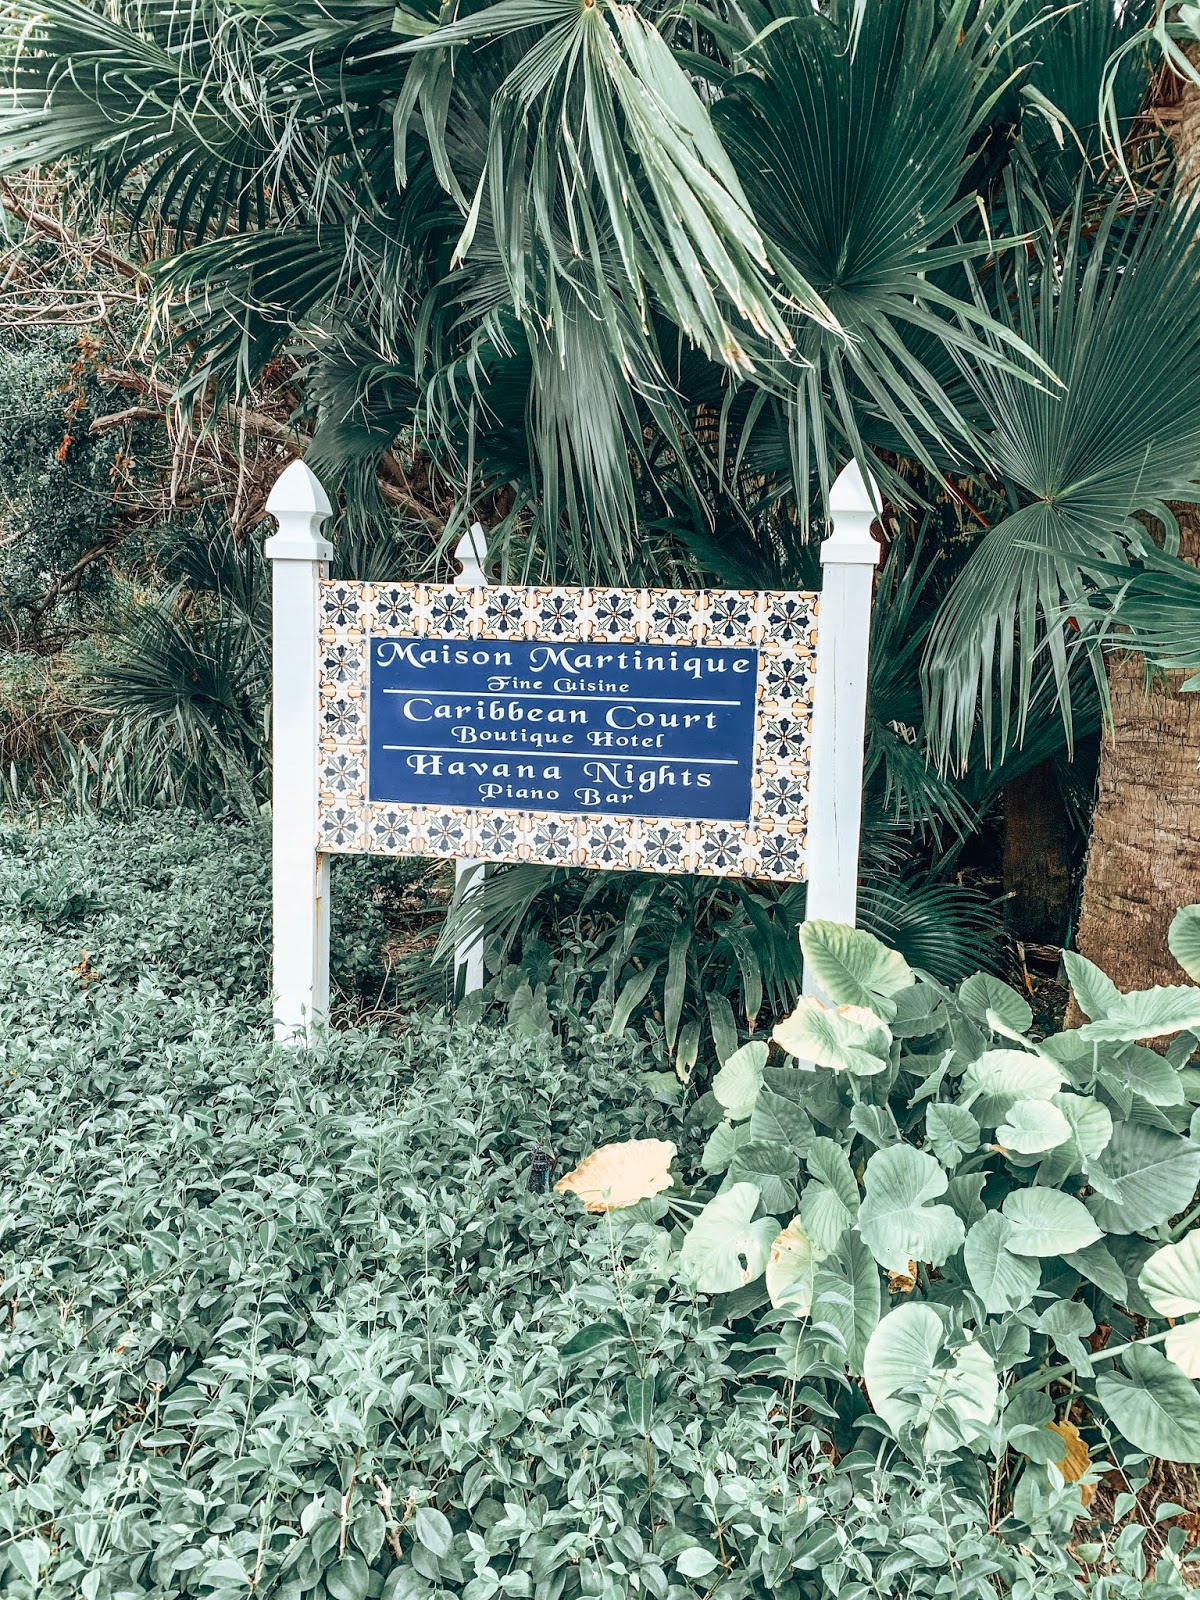 Maison Martinique
Fine Cuisine
Caribbean Court
Boutique Hotel
Havana Nights
Piano Bar